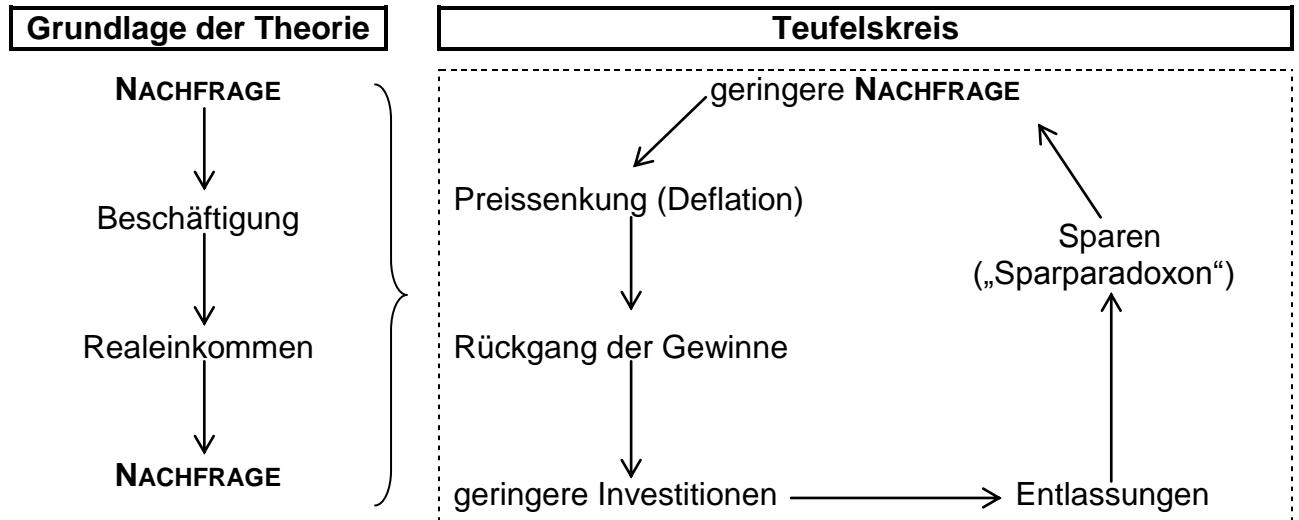 Grundlage der Theorie
NACHFRAGE
Beschäftigung
Realeinkommen
NACHFRAGE
Teufelskreis
geringere NACHFRAGE
Preissenkung (Deflation)
Rückgang der Gewinne
geringere Investitionen
Entlassungen
Sparen
(„Sparparadoxon“)